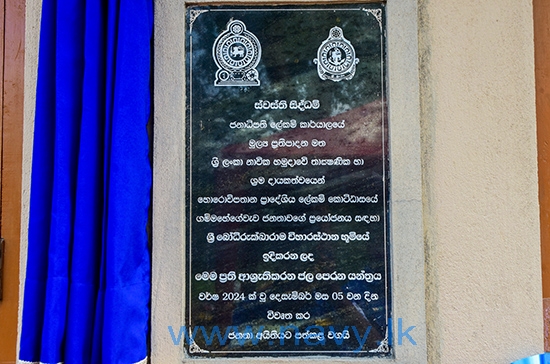 ස්වස්ති සිද්ධම්
ජනාධිපති ලේකම් කාර්යාලයේ
මූල්‍ය ප්‍රතිපාදන මත
ශ්‍රී ලංකා නාවික හමුදාවේ තාක්ෂණික හා
ශ්‍රම දායකත්වයෙන්
හොරොව්පතාන ප්‍රාදේශීය ලේකම් කොට්ඨාසයේ
ගම්මහේගේවැව ජනතාවගේ ප්‍රයෝජනය සඳහා
ශ්‍රී බෝධිරුක්ඛාරාම විහාරස්ථාන භූමියේ
ඉදිකරන ලද
මෙම ප්‍රති ආශ්‍රැතිකරන ජල පෙරන යන්ත්‍රය
වර්ෂ 2024 ක් වූ දෙසැම්බර් මස 05 වන දින
විවෘත කර
ජනතා අයිතියට පත්කළ වගයි